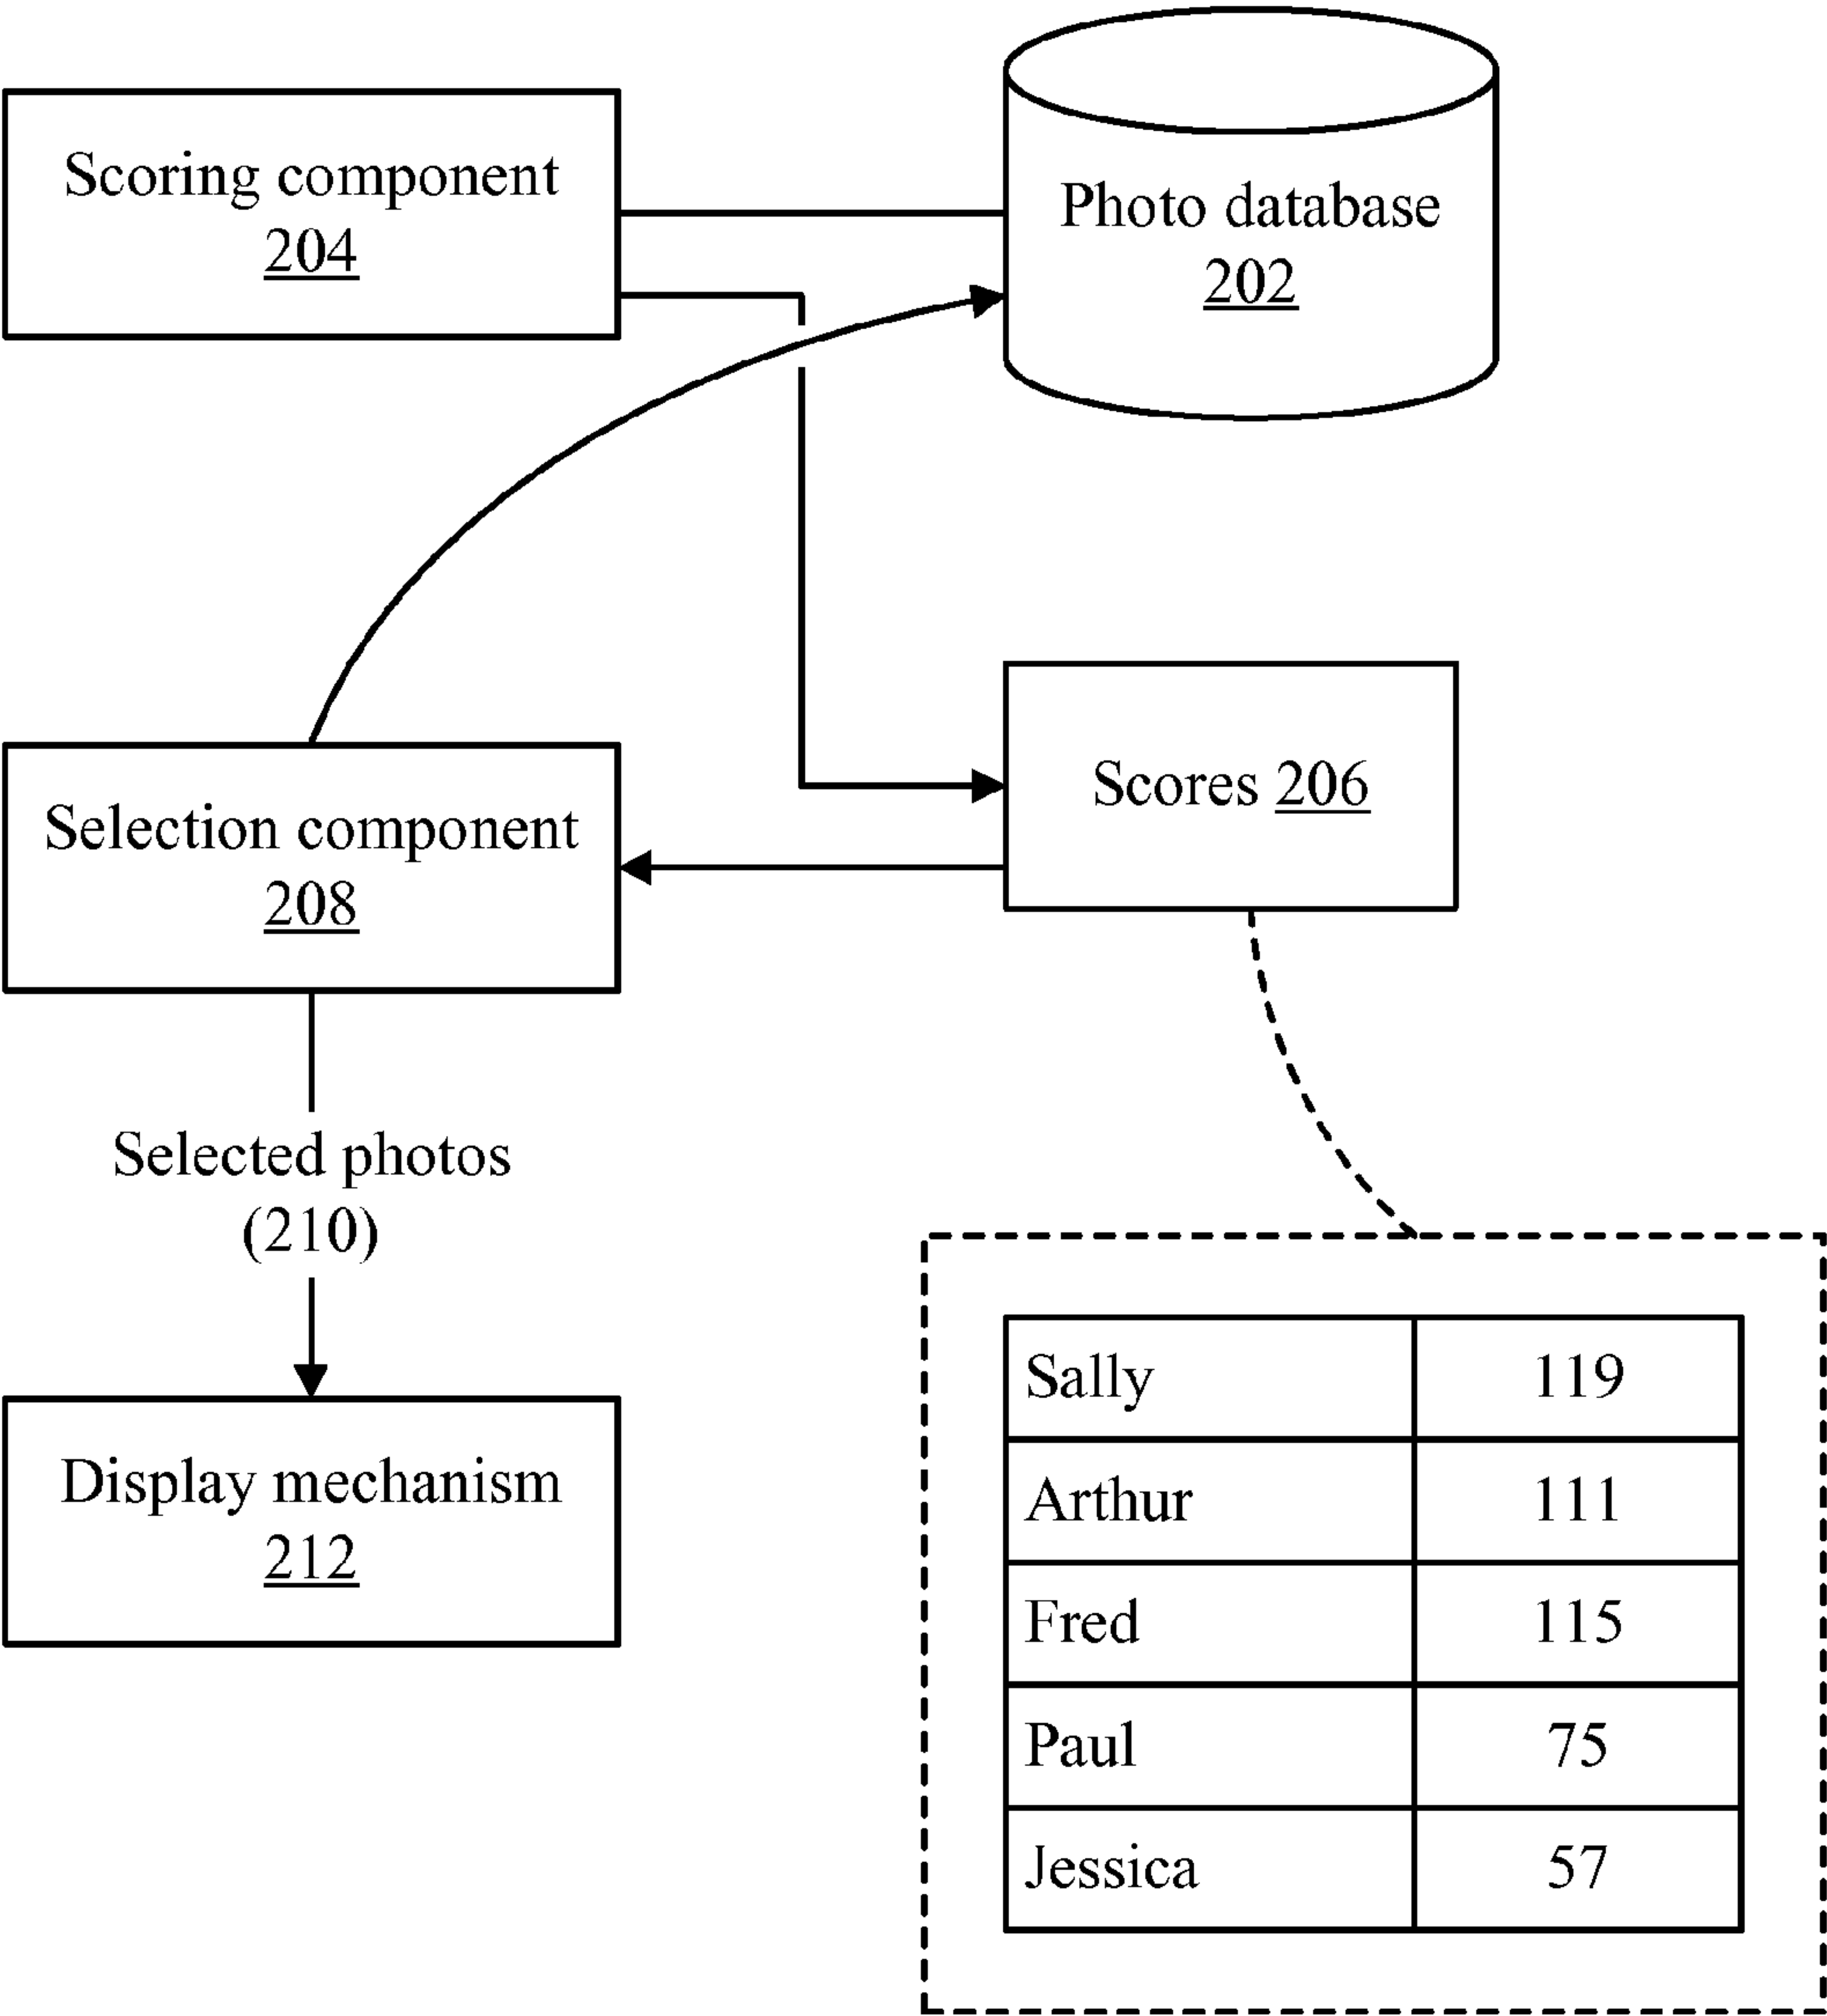 Scoring component
204
Photo database
202
Scores 206
Selection component
208
Selected photos
(210)
Display mechanism
212
Sally 119
Arthur 111
Fred 115
Paul 75
Jessica 57